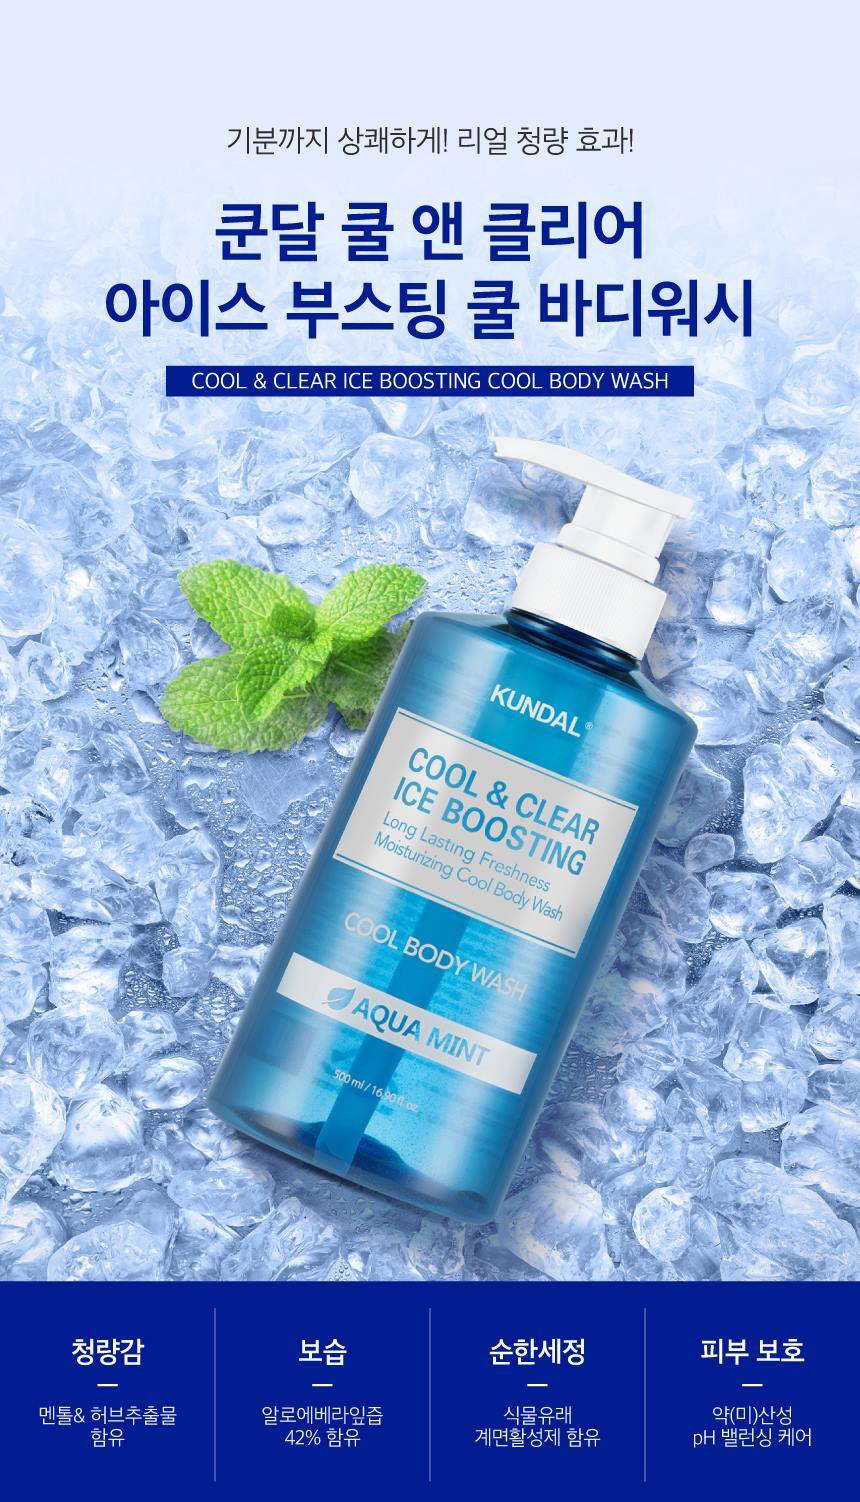 기분까지 상쾌하게! 리얼 청량 효과!
쿤달 쿨 앤 클리어
아이스 부스팅 쿨 바디워시
COOL & CLEAR ICE BOOSTING COOL BODY WASH
KUNDAL®
COOL & CLEAR
ICE BOOSTING
Long Lasting Freshness
Moisturizing Cool Body Wash
COOL BODY WASH
AQUA MINT
500 ml / 16.90 fl. oz.
청량감
멘톨& 허브추출물
함유
보습
알로에베라잎즙
42% 함유
순한세정
식물유래
계면활성제 함유
피부 보호
약(미)산성
pH 밸런싱 케어